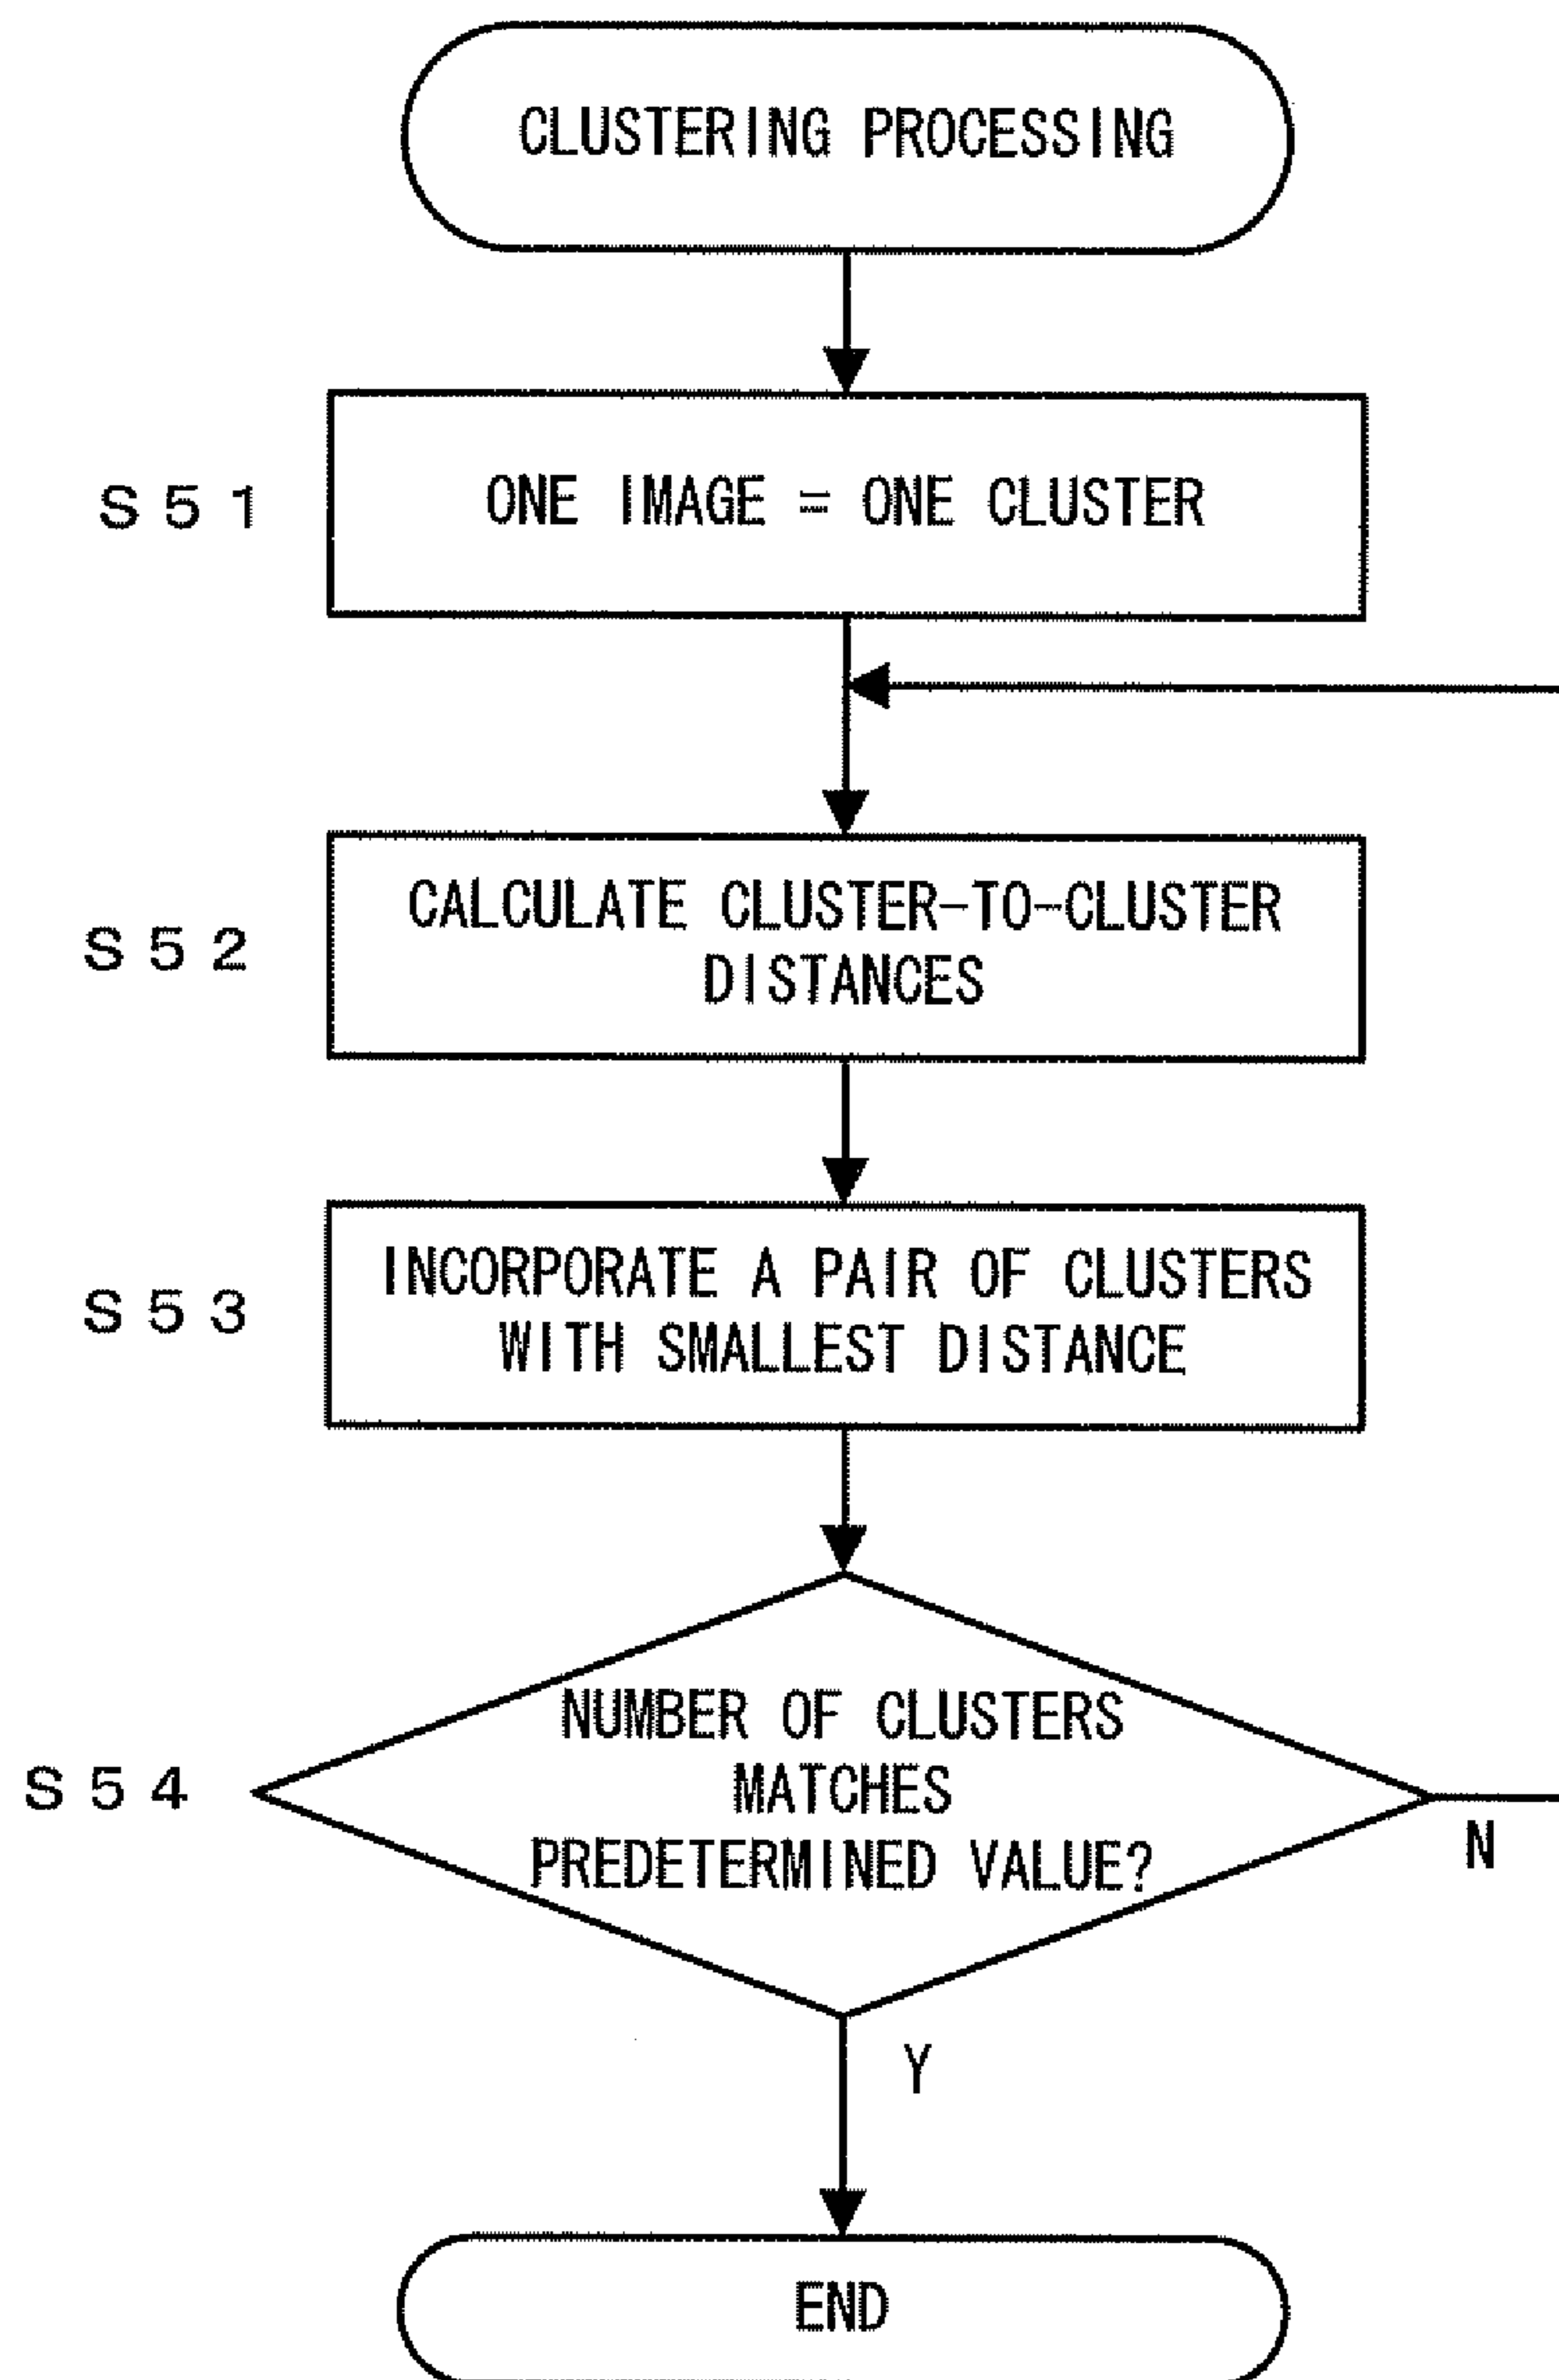 CLUSTERING PROCESSING
S51
ONE IMAGE = ONE CLUSTER
S52
CALCULATE CLUSTER-TO-CLUSTER
DISTANCES
S53
INCORPORATE A PAIR OF CLUSTERS
WITH SMALLEST DISTANCE
S54
NUMBER OF CLUSTERS
MATCHES
PREDETERMINED VALUE?
N
Y
END